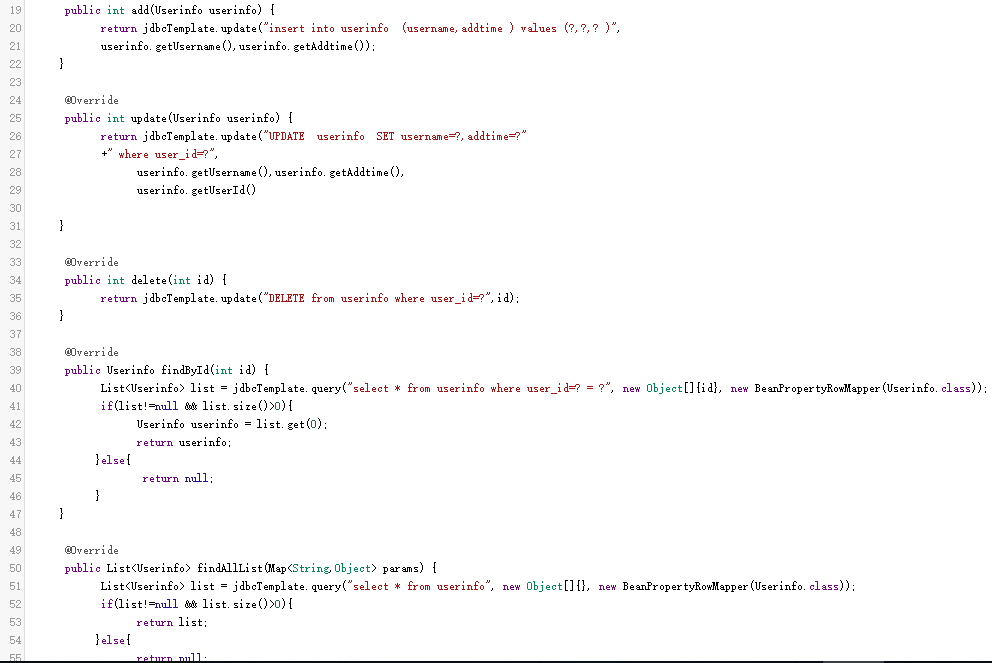 19 public int add(Userinfo userinfo) {
20 return jdbcTemplate.update("insert into userinfo  (username,addtime ) values (?,?,? )",
21 userinfo.getUsername(),userinfo.getAddtime());
22 }
23
24 @Override
25 public int update(Userinfo userinfo) {
26 return jdbcTemplate.update("UPDATE  userinfo  SET username=?,addtime=?"
27 +" where user_id=?",
28 userinfo.getUsername(),userinfo.getAddtime(),
29 userinfo.getUserId()
30
31 }
32
33 @Override
34 public int delete(int id) {
35 return jdbcTemplate.update("DELETE from userinfo where user_id=?",id);
36 }
37
38 @Override
39 public Userinfo findById(int id) {
40 List<Userinfo> list = jdbcTemplate.query("select * from userinfo where user_id=? = ?", new Object[]{id}, new BeanPropertyRowMapper(Userinfo.class));
41 if(list!=null && list.size()>0){
42 Userinfo userinfo = list.get(0);
43 return userinfo;
44 }else{
45 return null;
46 }
47 }
48
49 @Override
50 public List<Userinfo> findAllList(Map<String,Object> params) {
51 List<Userinfo> list = jdbcTemplate.query("select * from userinfo", new Object[]{}, new BeanPropertyRowMapper(Userinfo.class));
52 if(list!=null && list.size()>0){
53 return list;
54 }else{
55 return null;